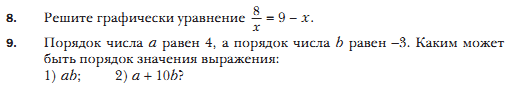 8. Решите графически уравнение 8/x = 9 – x.
9. Порядок числа a равен 4, а порядок числа b равен –3. Каким может
быть порядок значения выражения:
1) ab; 2) a + 10b?